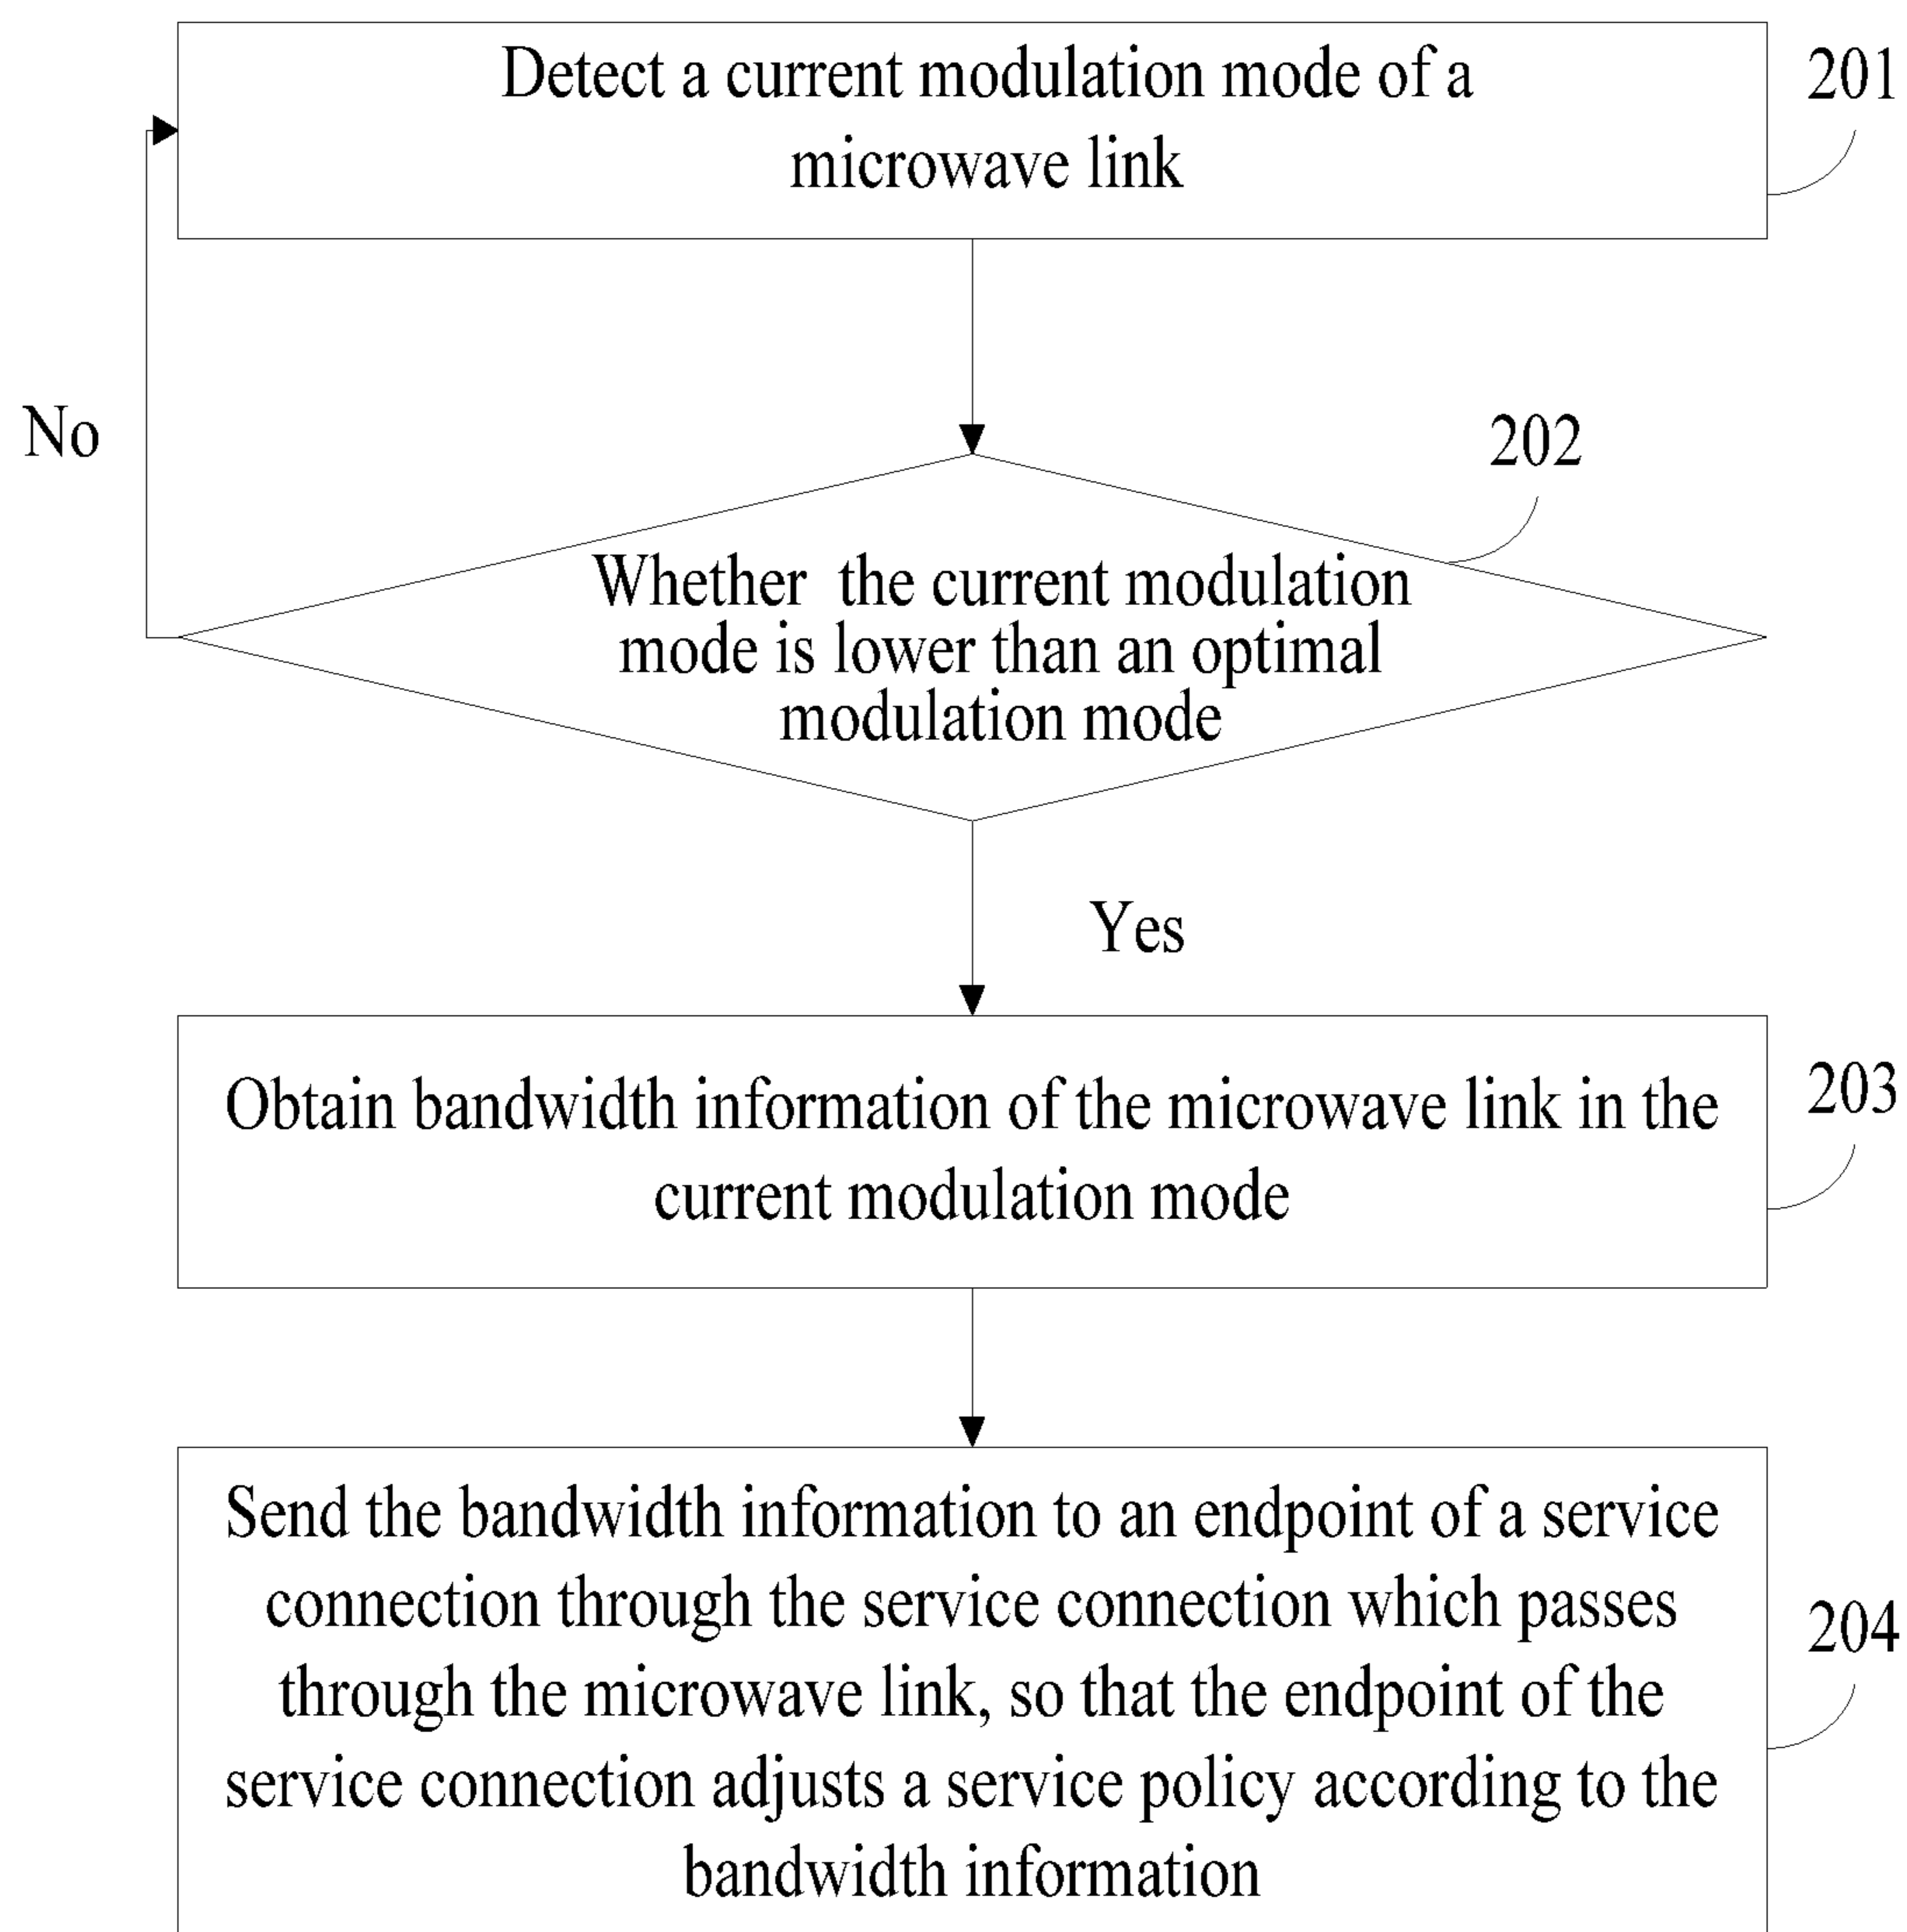 Detect a current modulation mode of a
microwave link
201
No
202
Whether the current modulation
mode is lower than an optimal
modulation mode
Yes
Obtain bandwidth information of the microwave link in the
current modulation mode
203
Send the bandwidth information to an endpoint of a service
connection through the service connection which passes
through the microwave link, so that the endpoint of the
service connection adjusts a service policy according to the
bandwidth information
204